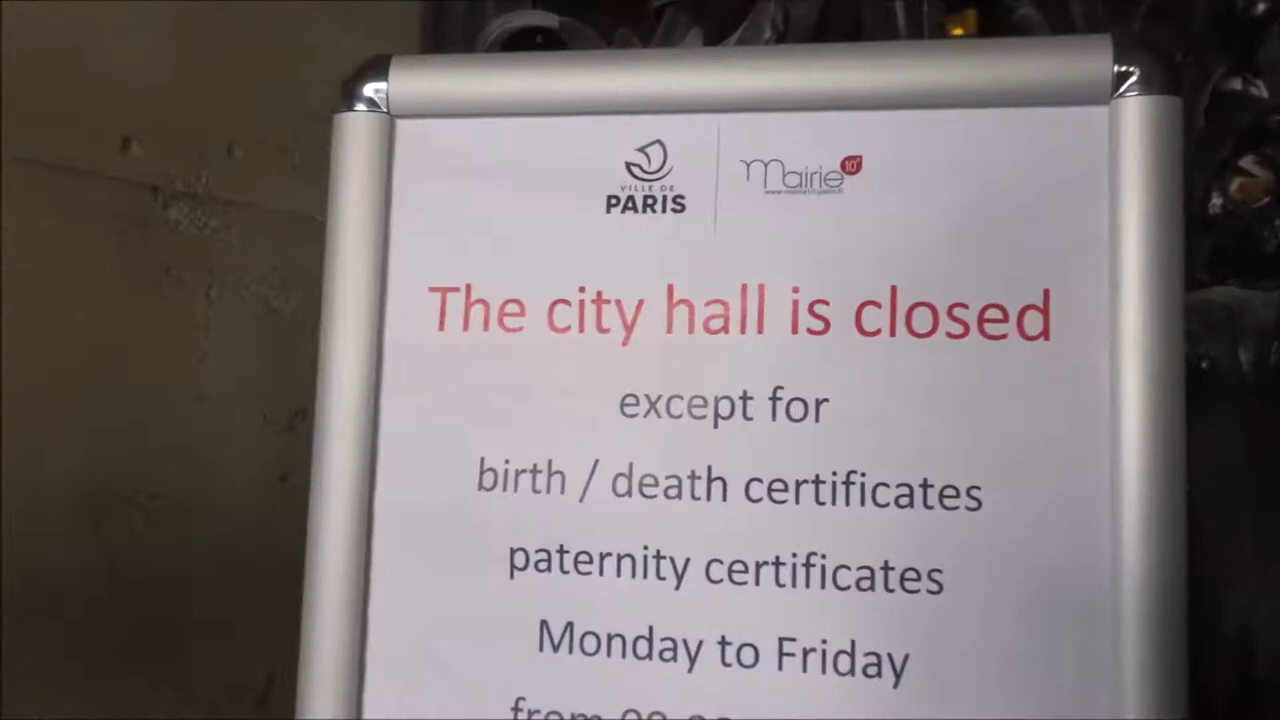 VILLE DE
PARIS
Mairie 10e
The city hall is closed
except for
birth / death certificates
paternity certificates
Monday to Friday
from